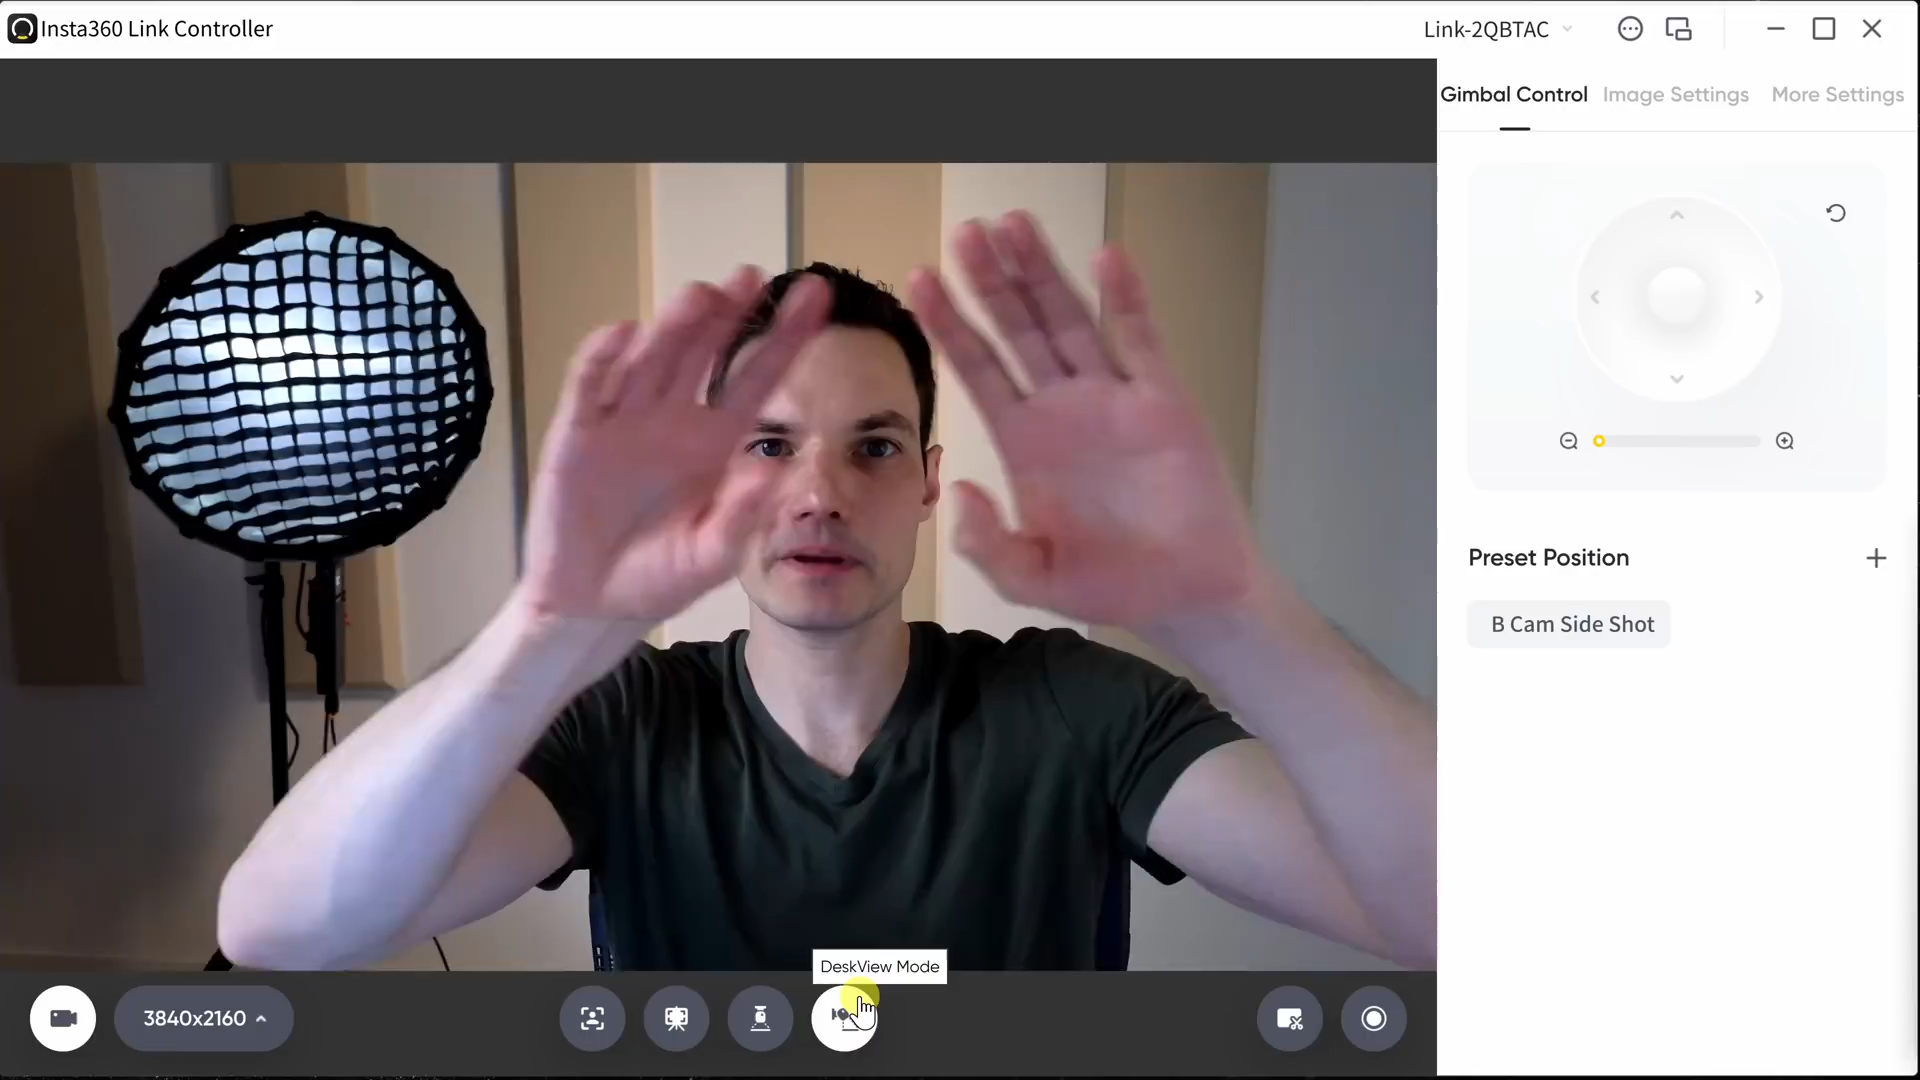 Insta360 Link Controller
Link-2QBTAC
Gimbal Control
Image Settings
More Settings
Preset Position
B Cam Side Shot
DeskView Mode
3840x2160